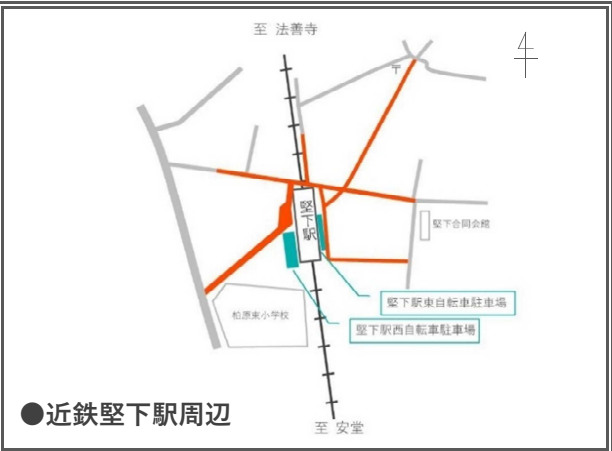 至 法善寺
〒
堅下駅
堅下合同会館
堅下駅東自転車駐車場
柏原東小学校
堅下駅西自転車駐車場
●近鉄堅下駅周辺
至 安堂